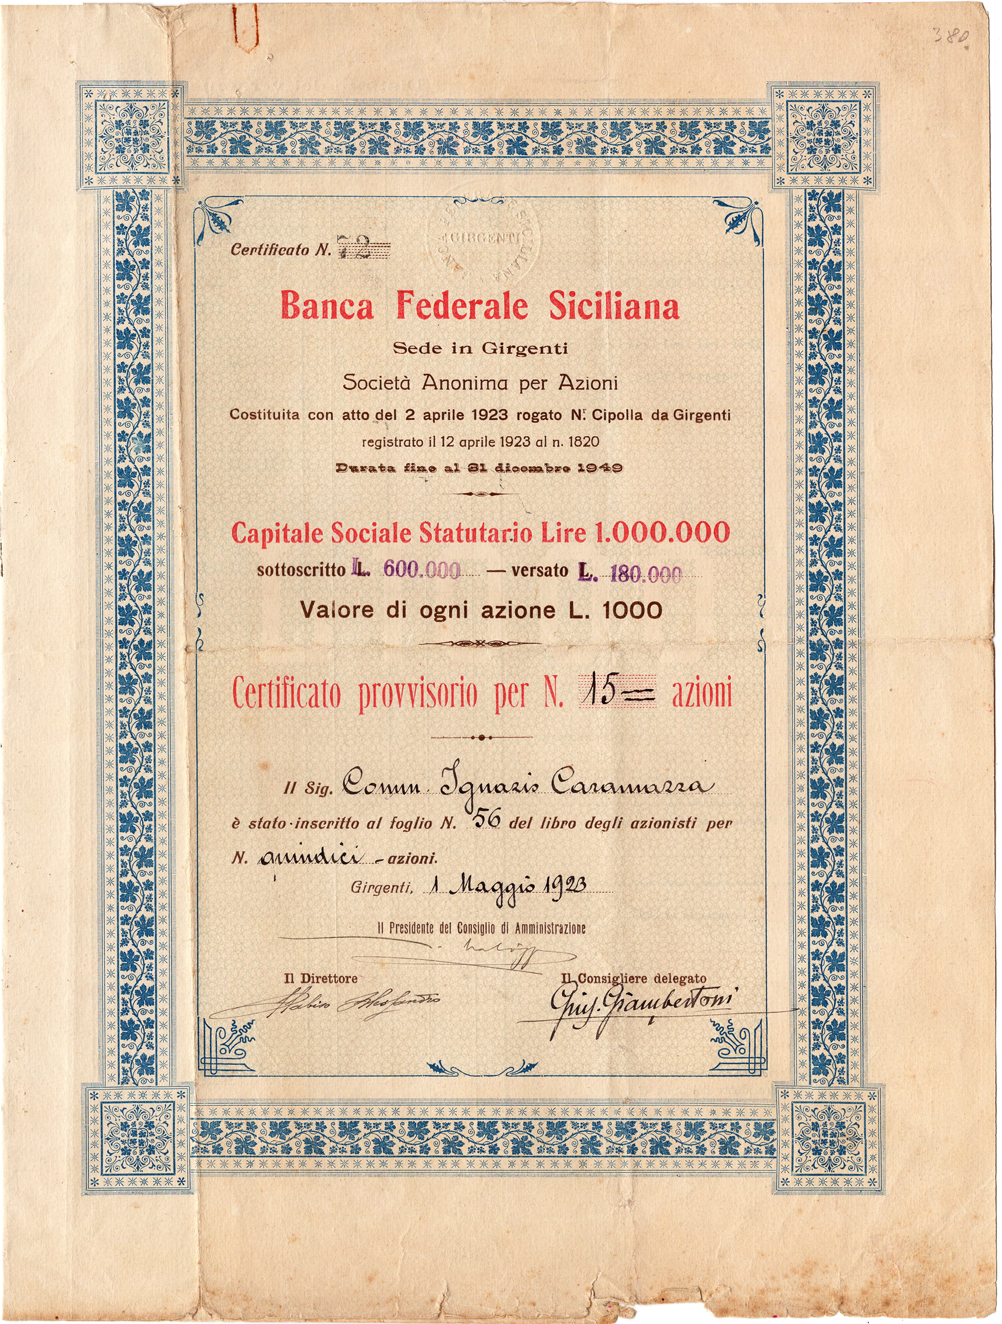 380
BANCA FEDERALE SICILIANA
GIRGENTI
Certificato N. 72
Banca Federale Siciliana
Sede in Girgenti
Società Anonima per Azioni
Costituita con atto del 2 aprile 1923 rogato N.r Cipolla da Girgenti
registrato il 12 aprile 1923 al n. 1820
Durata fino al 31 dicembre 1949
Capitale Sociale Statutario Lire 1.000.000
sottoscritto L. 600.000 — versato L. 180.000
Valore di ogni azione L. 1000
Certificato provvisorio per N. 15= azioni
Il Sig. Comm. Ignazio Caramazza
è stato inscritto al foglio N. 56 del libro degli azionisti per
N. quindici - azioni.
Girgenti, 1 Maggio 1923
Il Presidente del Consiglio di Amministrazione
Il Direttore
Il Consigliere delegato
Giug. Giambertoni